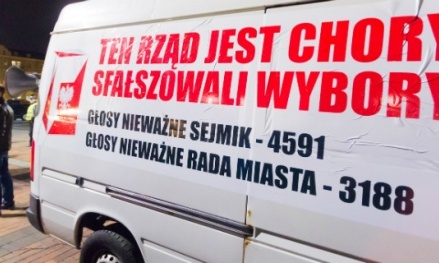 TEN RZĄD JEST CHORY
SFAŁSZOWALI WYBORY
GŁOSY NIEWAŻNE SEJMIK - 4591
GŁOSY NIEWAŻNE RADA MIASTA - 3188